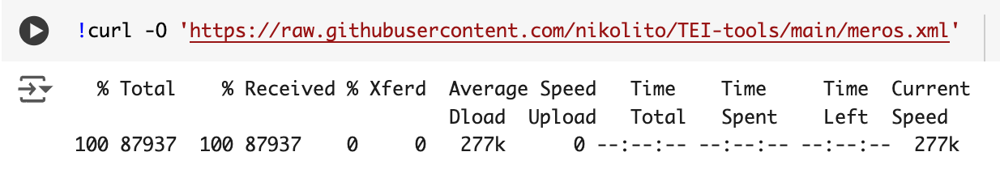 !curl -O 'https://raw.githubusercontent.com/nikolito/TEI-tools/main/meros.xml'
% Total % Received % Xferd Average Speed Time Time Time Current
Dload Upload Total Spent Left Speed
100 87937 100 87937 0 0 277k 0 --:--:-- --:--:-- --:--:-- 277k